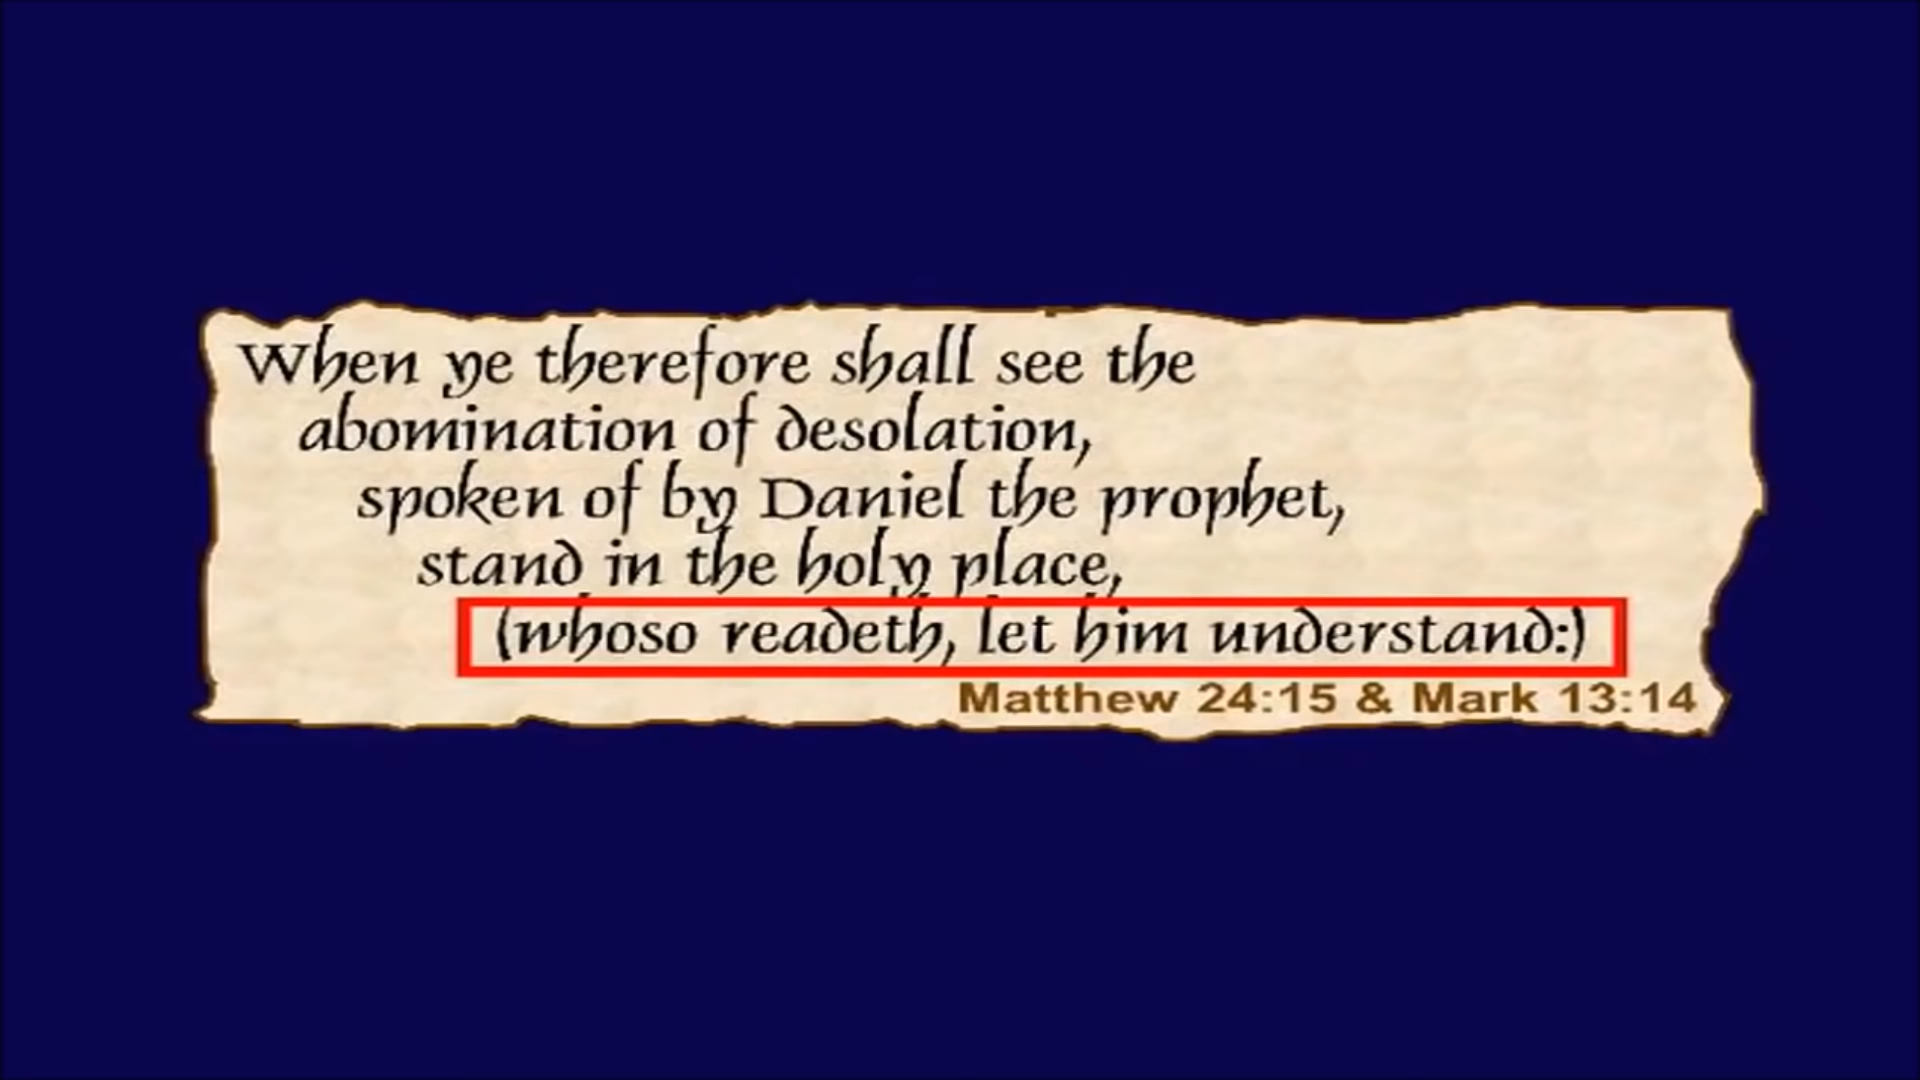 When ye therefore shall see the
abomination of desolation,
spoken of by Daniel the prophet,
stand in the holy place,
(whoso readeth, let him understand:)
Matthew 24:15 & Mark 13:14